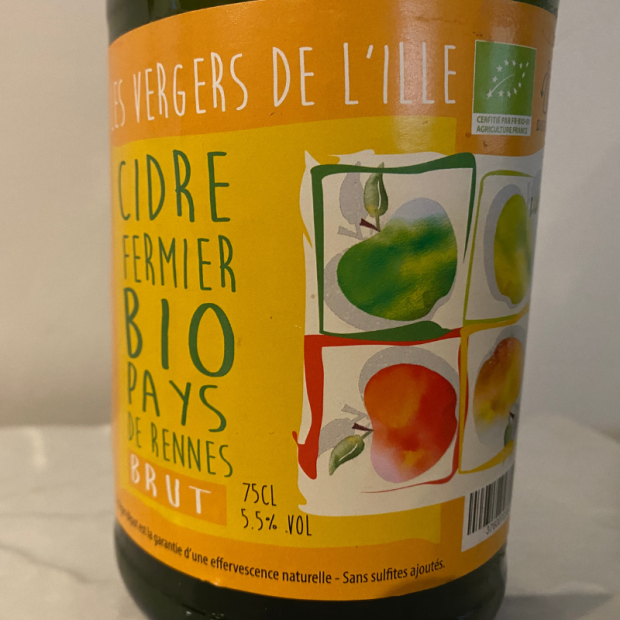 LES VERGERS DE L'ILLE
CERTIFIÉ PAR FR-BIO-01
AGRICULTURE FRANCE
CIDRE
FERMIER
BIO
PAYS
DE RENNES
BRUT
75CL
5.5% .VOL
est la garantie d'une effervescence naturelle - Sans sulfites ajoutés.